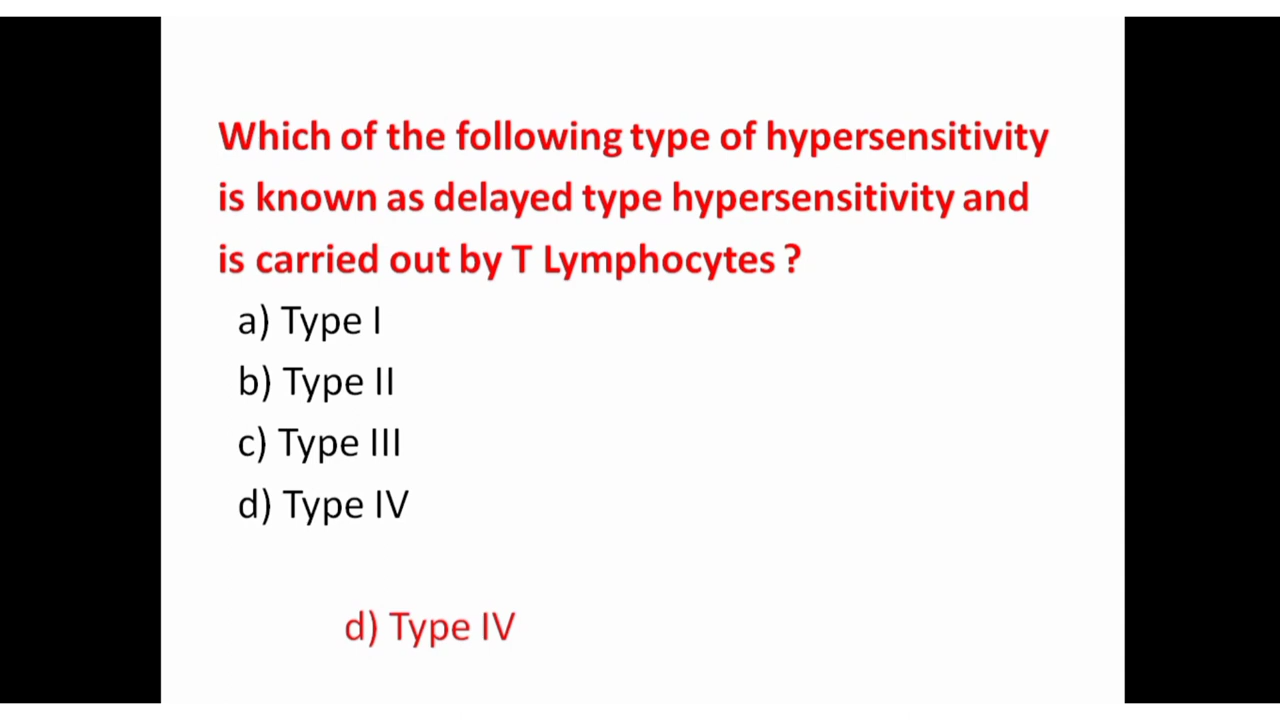 Which of the following type of hypersensitivity
is known as delayed type hypersensitivity and
is carried out by T Lymphocytes ?
a) Type I
b) Type II
c) Type III
d) Type IV
d) Type IV